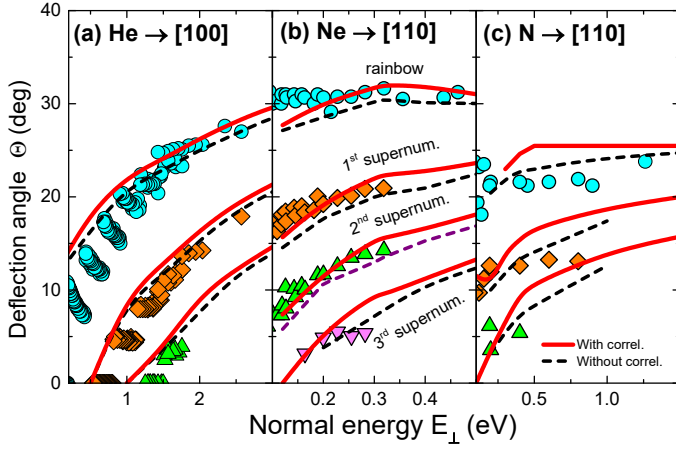 (a) He → [100]
(b) Ne → [110]
(c) N → [110]
Deflection angle Θ (deg)
40
30
20
10
0
rainbow
1st supernum.
2nd supernum.
3rd supernum.
With correl.
Without correl.
1 2 0.2 0.3 0.4 0.5 1.0
Normal energy E⊥ (eV)